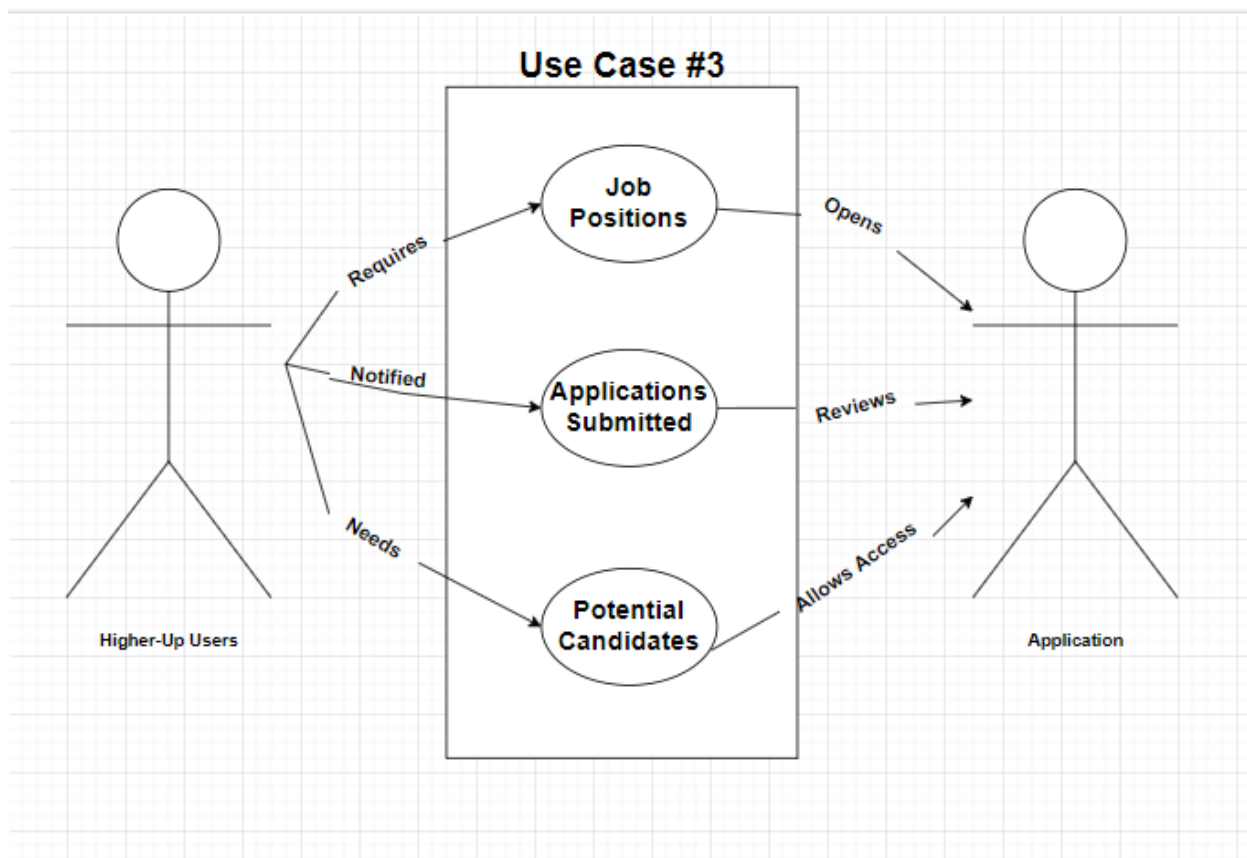 Use Case #3
Job
Positions
Requires
Opens
Notified
Applications
Submitted
Reviews
Needs
Potential
Candidates
Allows Access
Higher-Up Users
Application